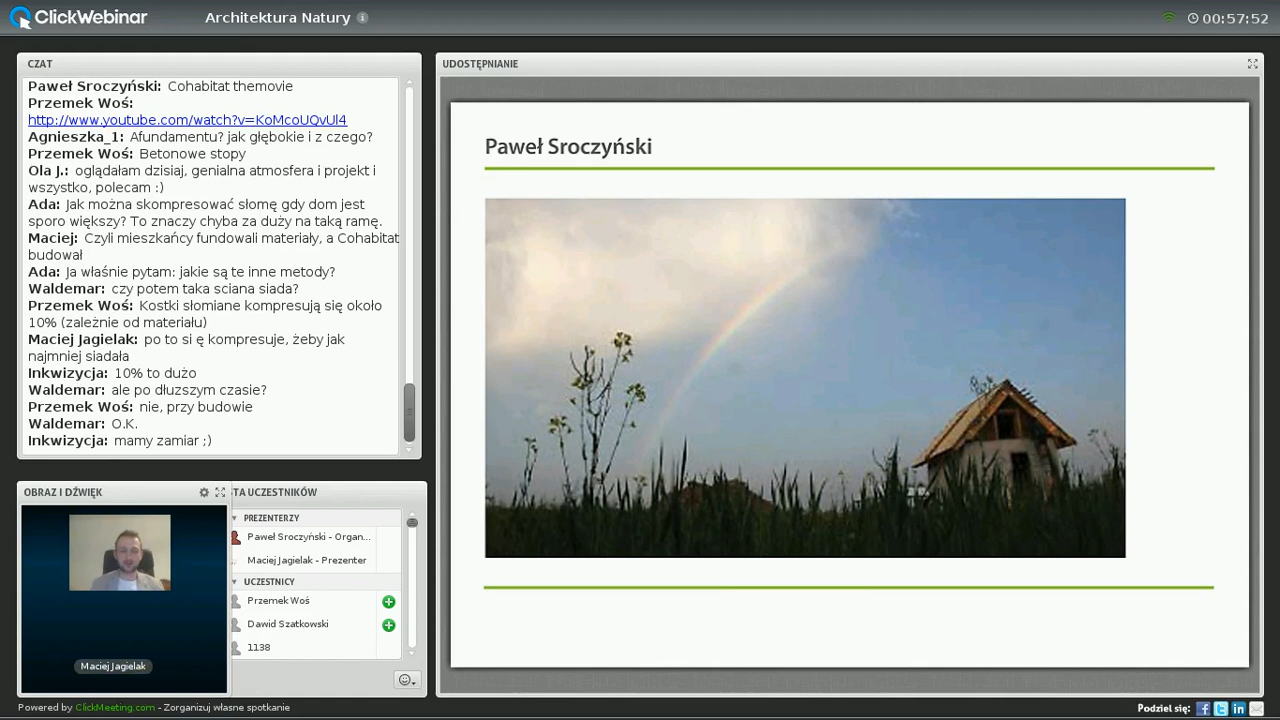 ClickWebinar
Architektura Natury
00:57:52
CZAT
Paweł Sroczyński: Cohabitat themovie
Przemek Woś:
http://www.youtube.com/watch?v=KoMcoUQvUl4
Agnieszka_1: Afundamentu? jak głębokie i z czego?
Przemek Woś: Betonowe stopy
Ola J.: oglądałam dzisiaj, genialna atmosfera i projekt i
wszystko, polecam :)
Ada: Jak można skompresować słomę gdy dom jest
sporo większy? To znaczy chyba za duży na taką ramę.
Maciej: Czyli mieszkańcy fundowali materiały, a Cohabitat
budował
Ada: Ja właśnie pytam: jakie są te inne metody?
Waldemar: czy potem taka sciana siada?
Przemek Woś: Kostki słomiane kompresują się około
10% (zależnie od materiału)
Maciej Jagielak: po to si ę kompresuje, żeby jak
najmniej siadała
Inkwizycja: 10% to dużo
Waldemar: ale po dłuzszym czasie?
Przemek Woś: nie, przy budowie
Waldemar: O.K.
Inkwizycja: mamy zamiar ;)
OBRAZ I DŹWIĘK
Maciej Jagielak
TA UCZESTNIKÓW
PREZENTERZY
Paweł Sroczyński - Organ...
Maciej Jagielak - Prezenter
UCZESTNICY
Przemek Woś
Dawid Szatkowski
1138
UDOSTĘPNIANIE
Paweł Sroczyński
Powered by ClickMeeting.com - Zorganizuj własne spotkanie
Podziel się: